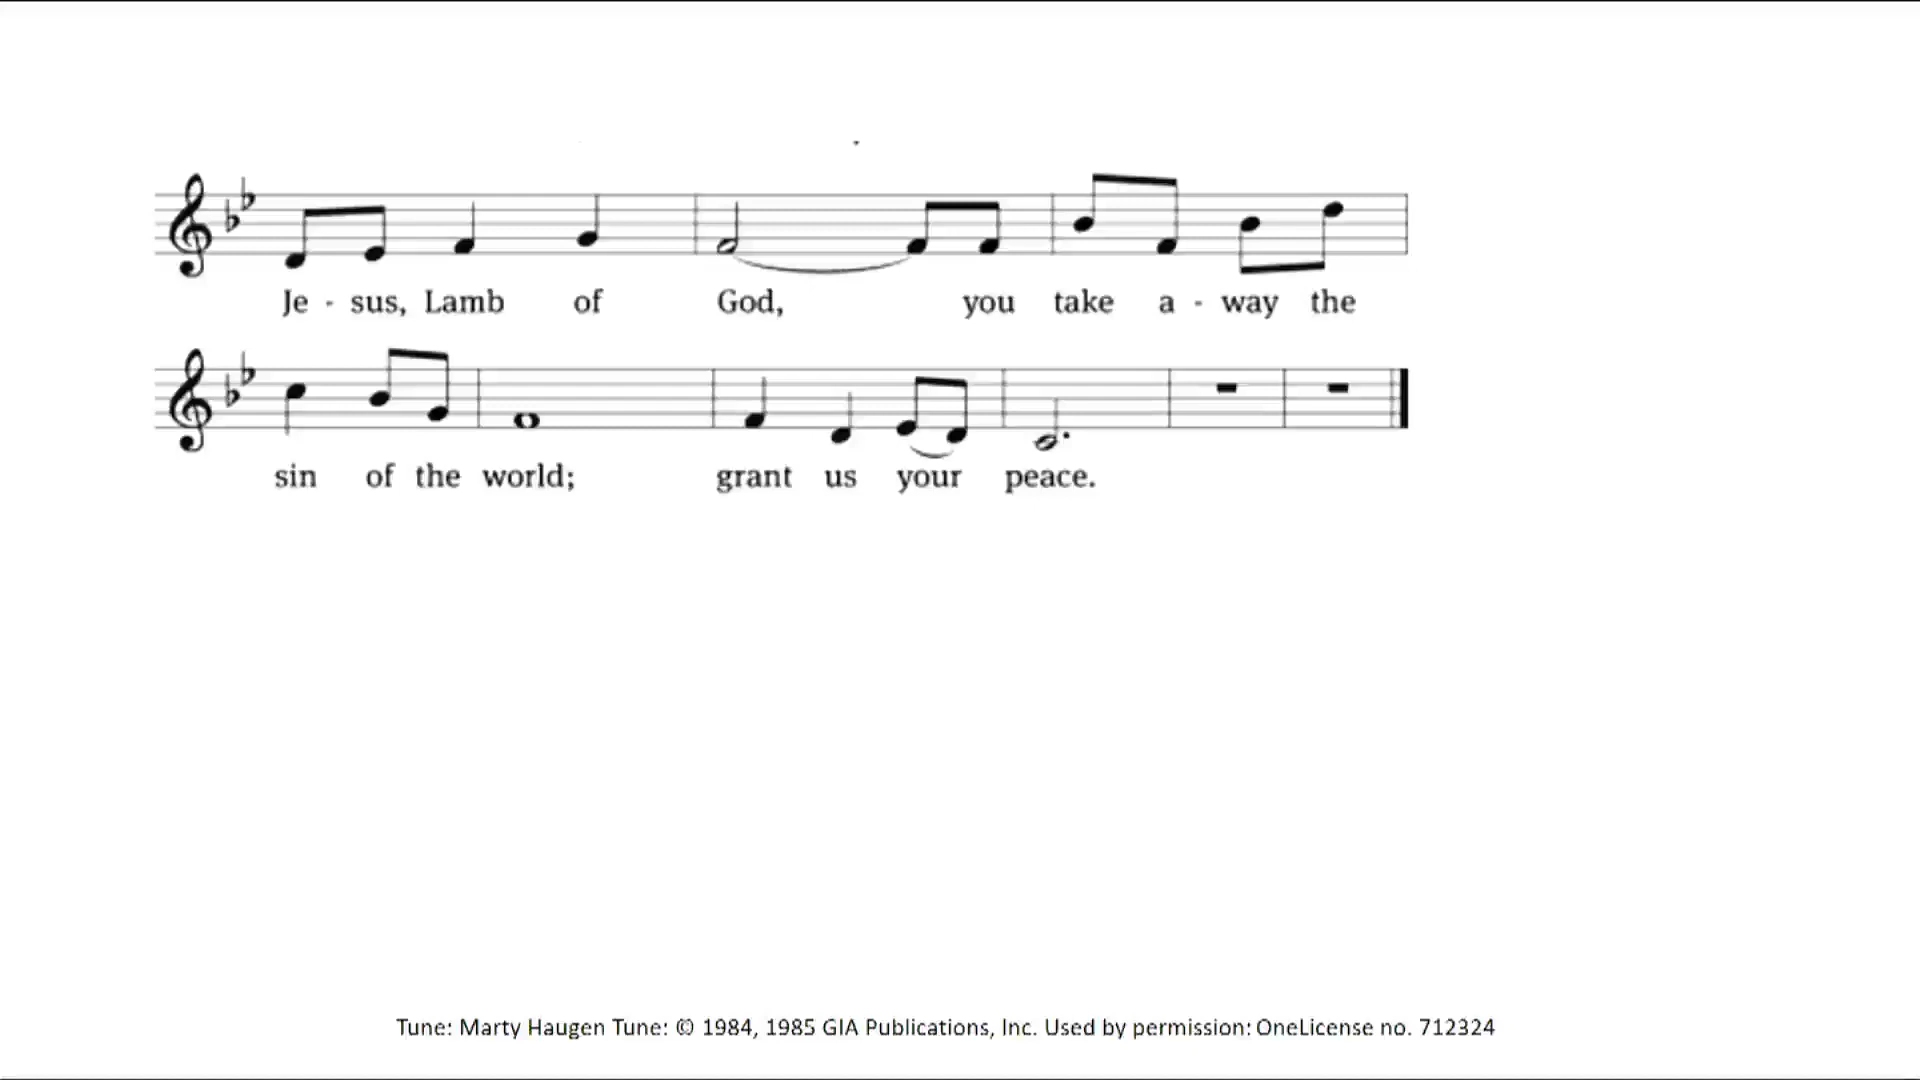 Je - sus, Lamb of God, you take a - way the
sin of the world; grant us your peace.
Tune: Marty Haugen Tune: © 1984, 1985 GIA Publications, Inc. Used by permission: OneLicense no. 712324